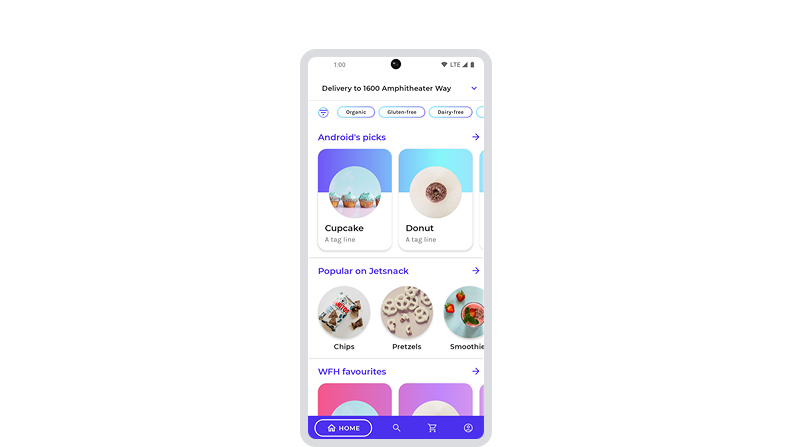 1:00 LTE
Delivery to 1600 Amphitheater Way
Organic Gluten-free Dairy-free
Android's picks
Cupcake Donut
A tag line A tag line
Popular on Jetsnack
Chips Pretzels Smoothie
WFH favourites
HOME